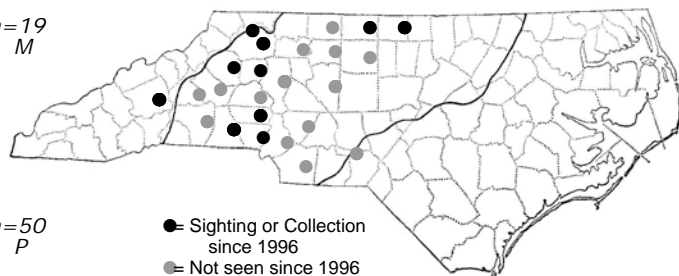 =19
M
=50
P
= Sighting or Collection
since 1996
= Not seen since 1996